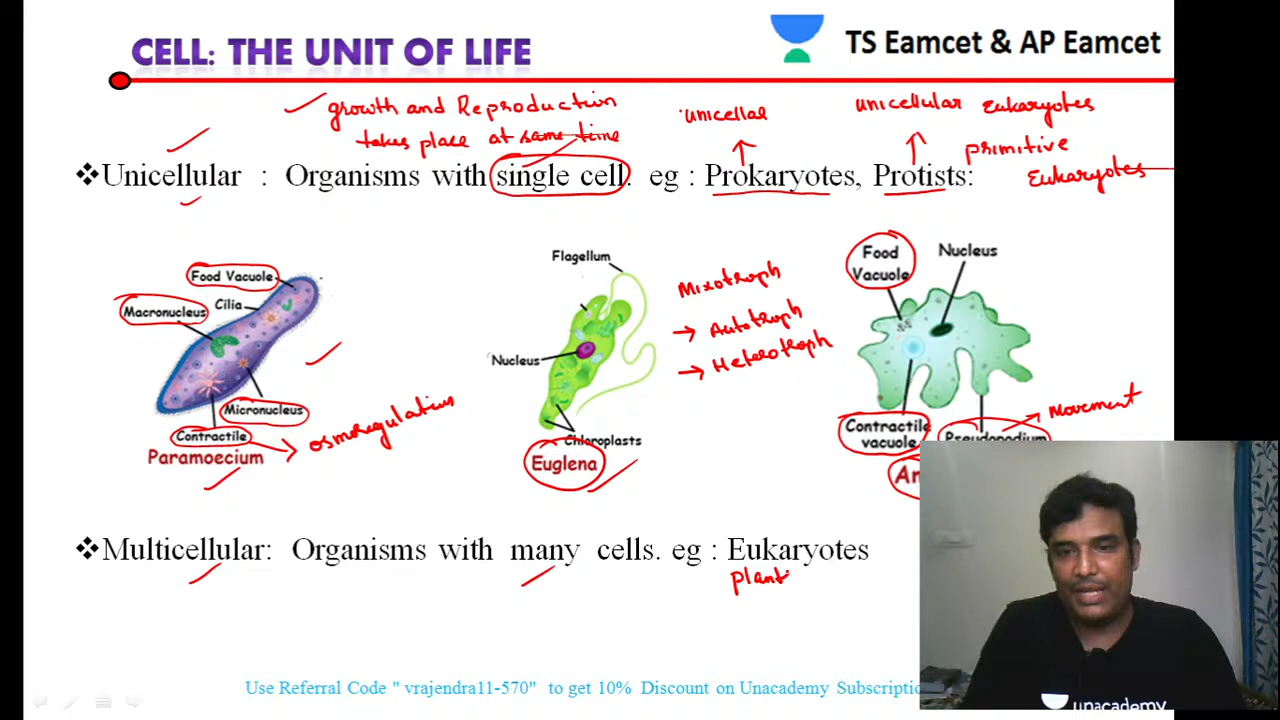 CELL: THE UNIT OF LIFE
TS Eamcet & AP Eamcet
growth and Reproduction
takes place at same time
unicellar
unicellular Eukaryotes
primitive
Eukaryotes
❖Unicellular : Organisms with single cell. eg : Prokaryotes, Protists:
Food Vacuole
Macronucleus
Cilia
Micronucleus
Contractile
Paramoecium
osmoregulation
Flagellum
Nucleus
Chloroplasts
Euglena
Mixotroph
→ Autotroph
→ Heterotroph
Food
Vacuole
Nucleus
Contractile
vacuole
Pseudopodium
Movement
Am
❖Multicellular: Organisms with many cells. eg : Eukaryotes
plant
Use Referral Code " vrajendra11-570" to get 10% Discount on Unacademy Subscriptio
unacademy